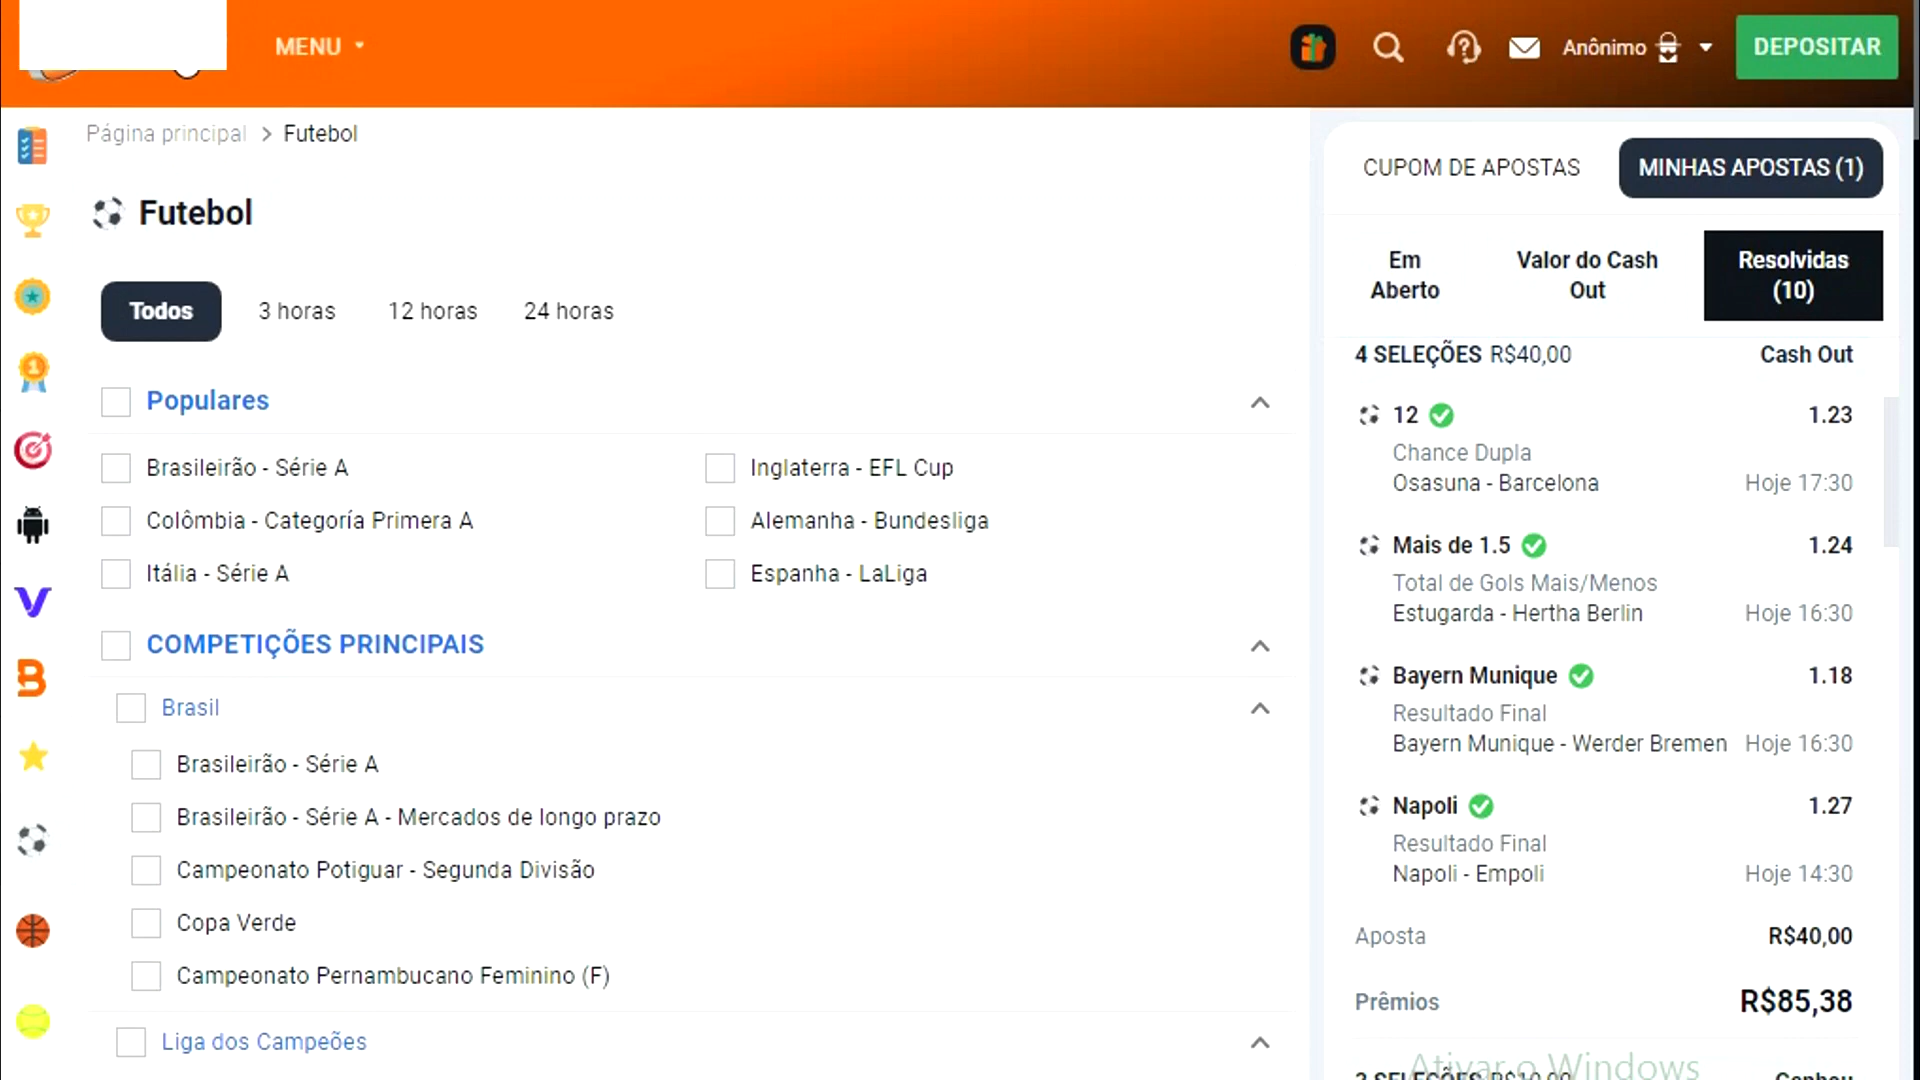 MENU
Anônimo
DEPOSITAR
Página principal > Futebol
Futebol
Todos 3 horas 12 horas 24 horas
Populares
Brasileirão - Série A
Inglaterra - EFL Cup
Colômbia - Categoría Primera A
Alemanha - Bundesliga
Itália - Série A
Espanha - LaLiga
COMPETIÇÕES PRINCIPAIS
Brasil
Brasileirão - Série A
Brasileirão - Série A - Mercados de longo prazo
Campeonato Potiguar - Segunda Divisão
Copa Verde
Campeonato Pernambucano Feminino (F)
Liga dos Campeões
CUPOM DE APOSTAS
MINHAS APOSTAS (1)
Em
Aberto
Valor do Cash
Out
Resolvidas
(10)
4 SELEÇÕES R$40,00 Cash Out
12 1.23
Chance Dupla
Osasuna - Barcelona Hoje 17:30
Mais de 1.5 1.24
Total de Gols Mais/Menos
Estugarda - Hertha Berlin Hoje 16:30
Bayern Munique 1.18
Resultado Final
Bayern Munique - Werder Bremen Hoje 16:30
Napoli 1.27
Resultado Final
Napoli - Empoli Hoje 14:30
Aposta R$40,00
Prêmios R$85,38
Ativar o Windows
SELEÇÕES R$10,00 Ganhou